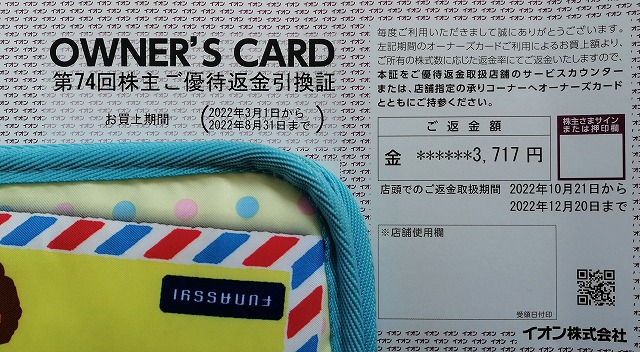 OWNER'S CARD
第74回株主ご優待返金引換証
お買上期間 (2022年3月1日から
2022年8月31日まで)
毎度ご利用いただきまして誠にありがとうございます。
左記期間のオーナーズカードご利用によるお買上額より、
ご所有の株式数に応じた返金率にてご返金いたしますので、
本証をご優待返金取扱店舗のサービスカウンター
または、店舗指定の承りコーナーへオーナーズカード
とともにご持参ください。
ご返金額
金 ******3,717円
株主さまサイン
または押印欄
店頭でのご返金取扱期間 2022年10月21日から
2022年12月20日まで
※店舗使用欄
受領日付印
イオン株式会社
FUNASSYI